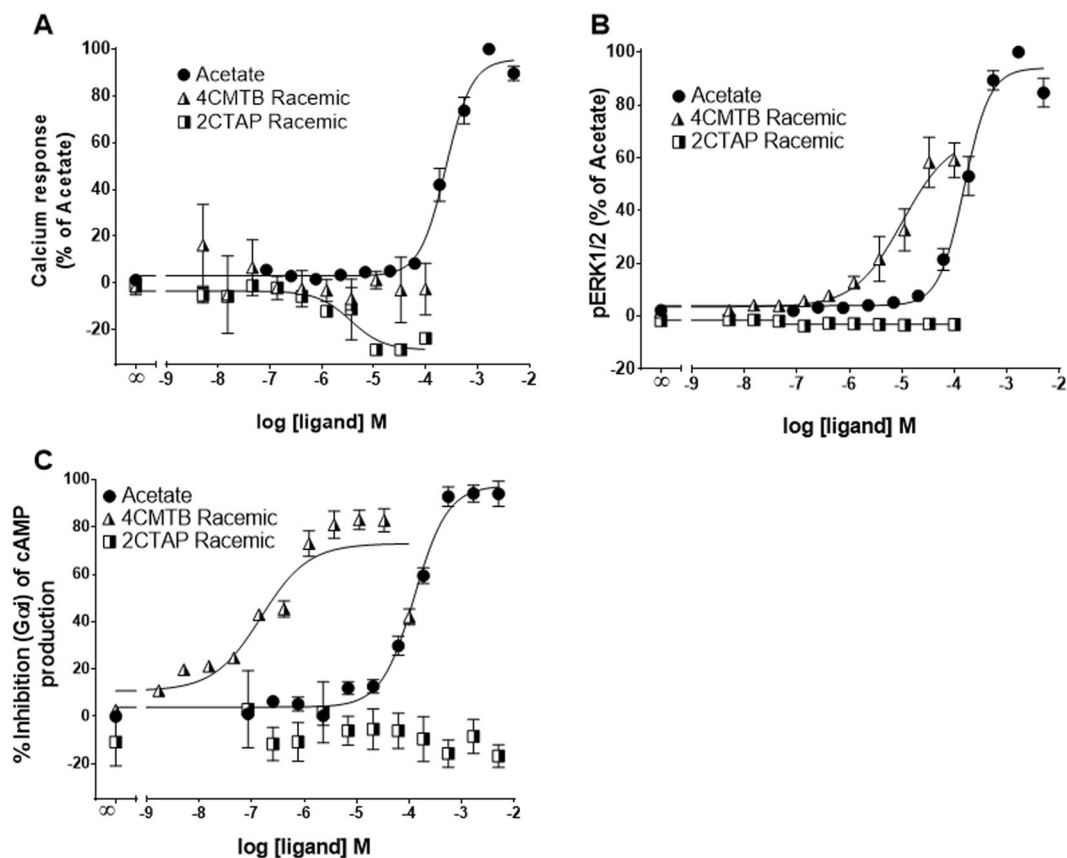 A
Calcium response
(% of Acetate)
100
80
60
40
20
0
-20
Acetate
4CMTB Racemic
2CTAP Racemic
∞ -9 -8 -7 -6 -5 -4 -3 -2
log [ligand] M
B
pERK1/2 (% of Acetate)
100
80
60
40
20
0
-20
Acetate
4CMTB Racemic
2CTAP Racemic
∞ -9 -8 -7 -6 -5 -4 -3 -2
log [ligand] M
C
% Inhibition (Gαi) of cAMP
production
100
80
60
40
20
0
-20
Acetate
4CMTB Racemic
2CTAP Racemic
∞ -9 -8 -7 -6 -5 -4 -3 -2
log [ligand] M